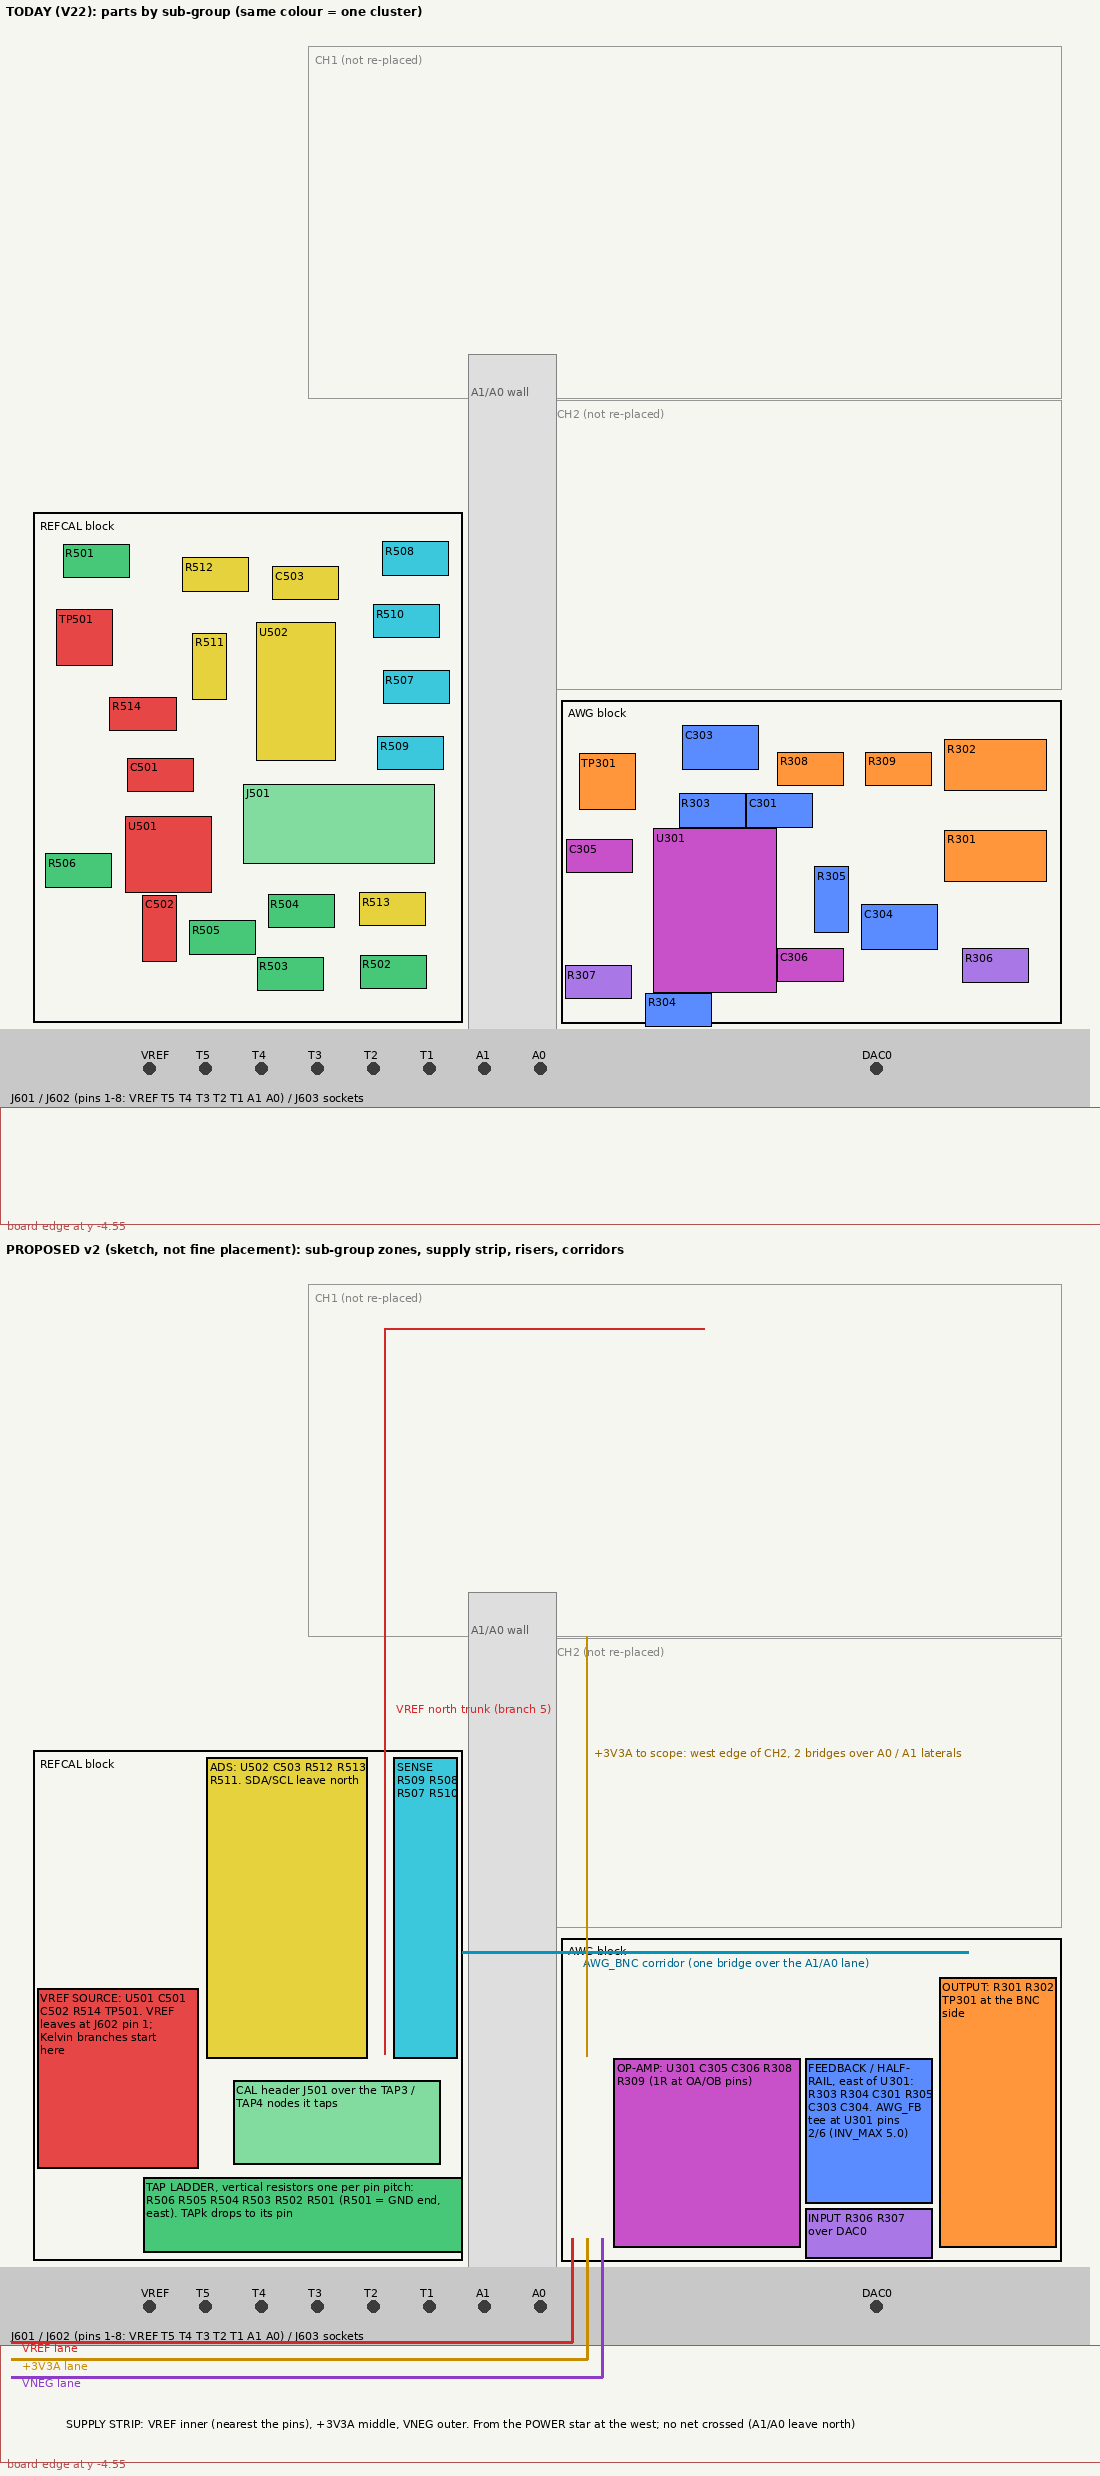 TODAY (V22): parts by sub-group (same colour = one cluster)
CH1 (not re-placed)
A1/A0 wall
CH2 (not re-placed)
REFCAL block
R501
R512
C503
R508
TP501
R511
U502
R510
R514
R507
C501
R509
J501
U501
R506
C502
R505
R504
R513
R503
R502
AWG block
C303
TP301
R308
R309
R302
R303
C301
C305
U301
R301
R305
C304
C306
R306
R307
R304
VREF T5 T4 T3 T2 T1 A1 A0 DAC0
J601 / J602 (pins 1-8: VREF T5 T4 T3 T2 T1 A1 A0) / J603 sockets
board edge at y -4.55
PROPOSED v2 (sketch, not fine placement): sub-group zones, supply strip, risers, corridors
CH1 (not re-placed)
A1/A0 wall
CH2 (not re-placed)
VREF north trunk (branch 5)
+3V3A to scope: west edge of CH2, 2 bridges over A0 / A1 laterals
REFCAL block
ADS: U502 C503 R512 R513
R511. SDA/SCL leave north
SENSE
R509 R508
R507 R510
AWG block
AWG_BNC corridor (one bridge over the A1/A0 lane)
VREF SOURCE: U501 C501
C502 R514 TP501. VREF
leaves at J602 pin 1;
Kelvin branches start
here
CAL header J501 over the TAP3 /
TAP4 nodes it taps
TAP LADDER, vertical resistors one per pin pitch:
R506 R505 R504 R503 R502 R501 (R501 = GND end,
east). TAPk drops to its pin
OP-AMP: U301 C305 C306 R308
R309 (1R at OA/OB pins)
FEEDBACK / HALF-
RAIL, east of U301:
R303 R304 C301 R305
C303 C304. AWG_FB
tee at U301 pins
2/6 (INV_MAX 5.0)
INPUT R306 R307
over DAC0
OUTPUT: R301 R302
TP301 at the BNC
side
VREF T5 T4 T3 T2 T1 A1 A0 DAC0
J601 / J602 (pins 1-8: VREF T5 T4 T3 T2 T1 A1 A0) / J603 sockets
VREF lane
+3V3A lane
VNEG lane
SUPPLY STRIP: VREF inner (nearest the pins), +3V3A middle, VNEG outer. From the POWER star at the west; no net crossed (A1/A0 leave north)
board edge at y -4.55